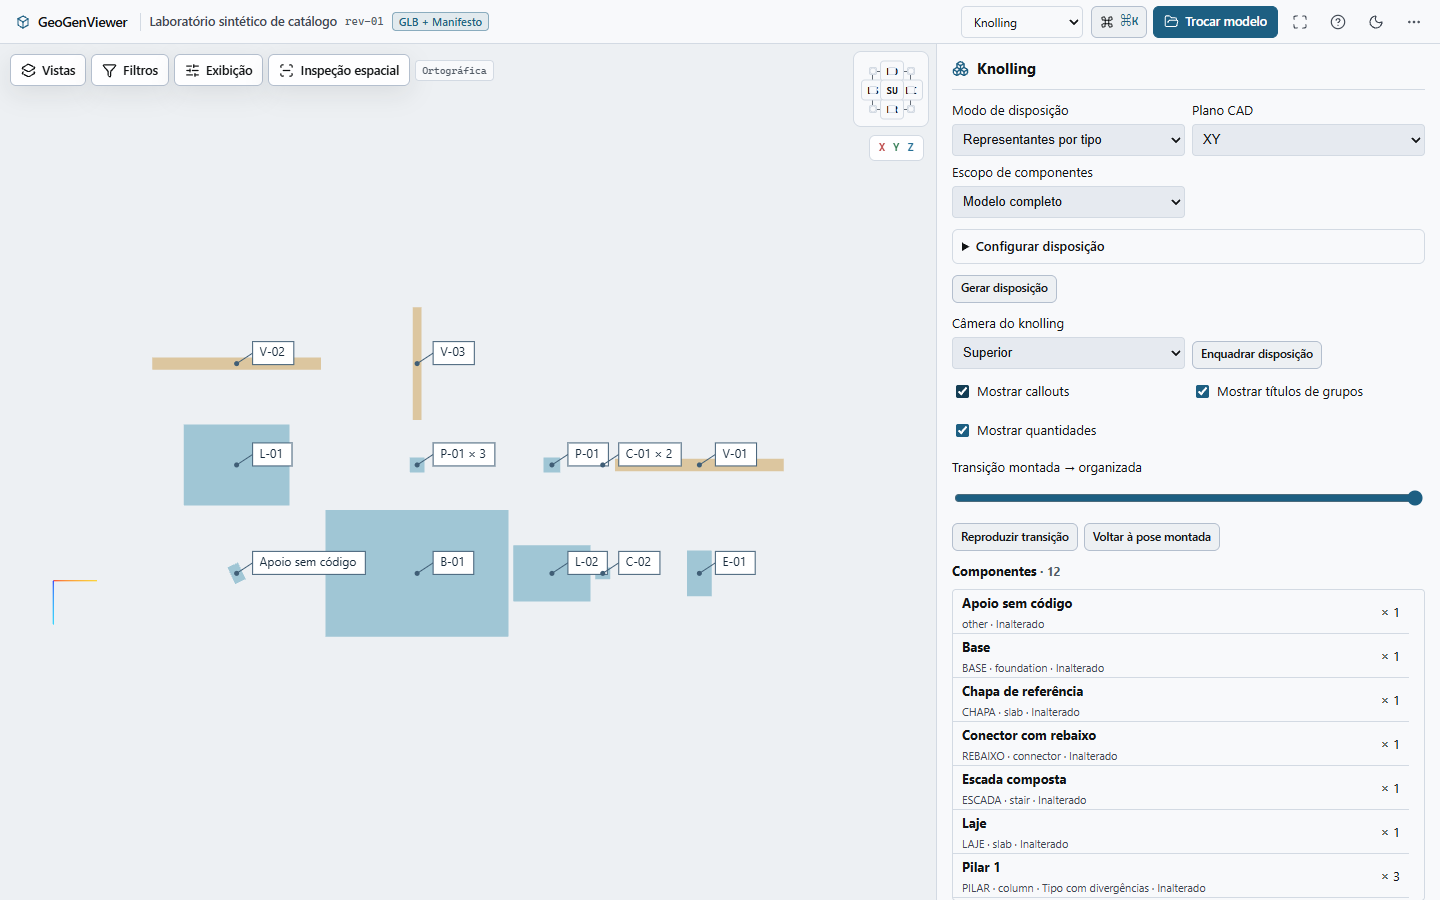 GeoGenViewer
Laboratório sintético de catálogo rev-01 GLB + Manifesto
Knolling
⌘K
Trocar modelo
Vistas
Filtros
Exibição
Inspeção espacial
Ortográfica
SU
X Y Z
V-02
V-03
L-01
P-01 × 3
P-01
C-01 × 2
V-01
Apoio sem código
B-01
L-02
C-02
E-01
Knolling
Modo de disposição
Plano CAD
Representantes por tipo
XY
Escopo de componentes
Modelo completo
Configurar disposição
Gerar disposição
Câmera do knolling
Superior
Enquadrar disposição
Mostrar callouts
Mostrar títulos de grupos
Mostrar quantidades
Transição montada → organizada
Reproduzir transição
Voltar à pose montada
Componentes · 12
Apoio sem código
other · Inalterado
× 1
Base
BASE · foundation · Inalterado
× 1
Chapa de referência
CHAPA · slab · Inalterado
× 1
Conector com rebaixo
REBAIXO · connector · Inalterado
× 1
Escada composta
ESCADA · stair · Inalterado
× 1
Laje
LAJE · slab · Inalterado
× 1
Pilar 1
PILAR · column · Tipo com divergências · Inalterado
× 3